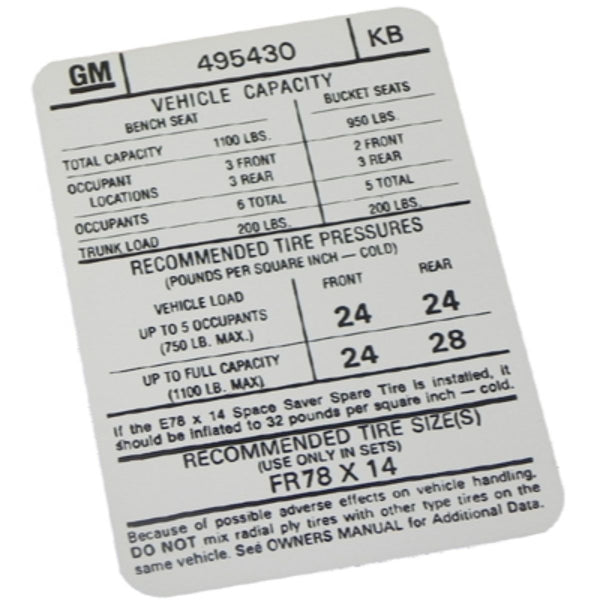 GM 495430 KB
VEHICLE CAPACITY
BENCH SEAT BUCKET SEATS
TOTAL CAPACITY 1100 LBS. 950 LBS.
OCCUPANT 3 FRONT 2 FRONT
LOCATIONS 3 REAR 3 REAR
OCCUPANTS 6 TOTAL 5 TOTAL
TRUNK LOAD 200 LBS. 200 LBS.
RECOMMENDED TIRE PRESSURES
(POUNDS PER SQUARE INCH — COLD)
VEHICLE LOAD FRONT REAR
UP TO 5 OCCUPANTS 24 24
(750 LB. MAX.)
UP TO FULL CAPACITY 24 28
(1100 LB. MAX)
If the E78 x 14 Space Saver Spare Tire is installed, it
should be inflated to 32 pounds per square inch — cold.
RECOMMENDED TIRE SIZE(S)
(USE ONLY IN SETS)
FR78 X 14
Because of possible adverse effects on vehicle handling,
DO NOT mix radial ply tires with other type tires on the
same vehicle. See OWNERS MANUAL for Additional Data.